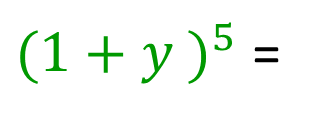 (1 + y )⁵ =